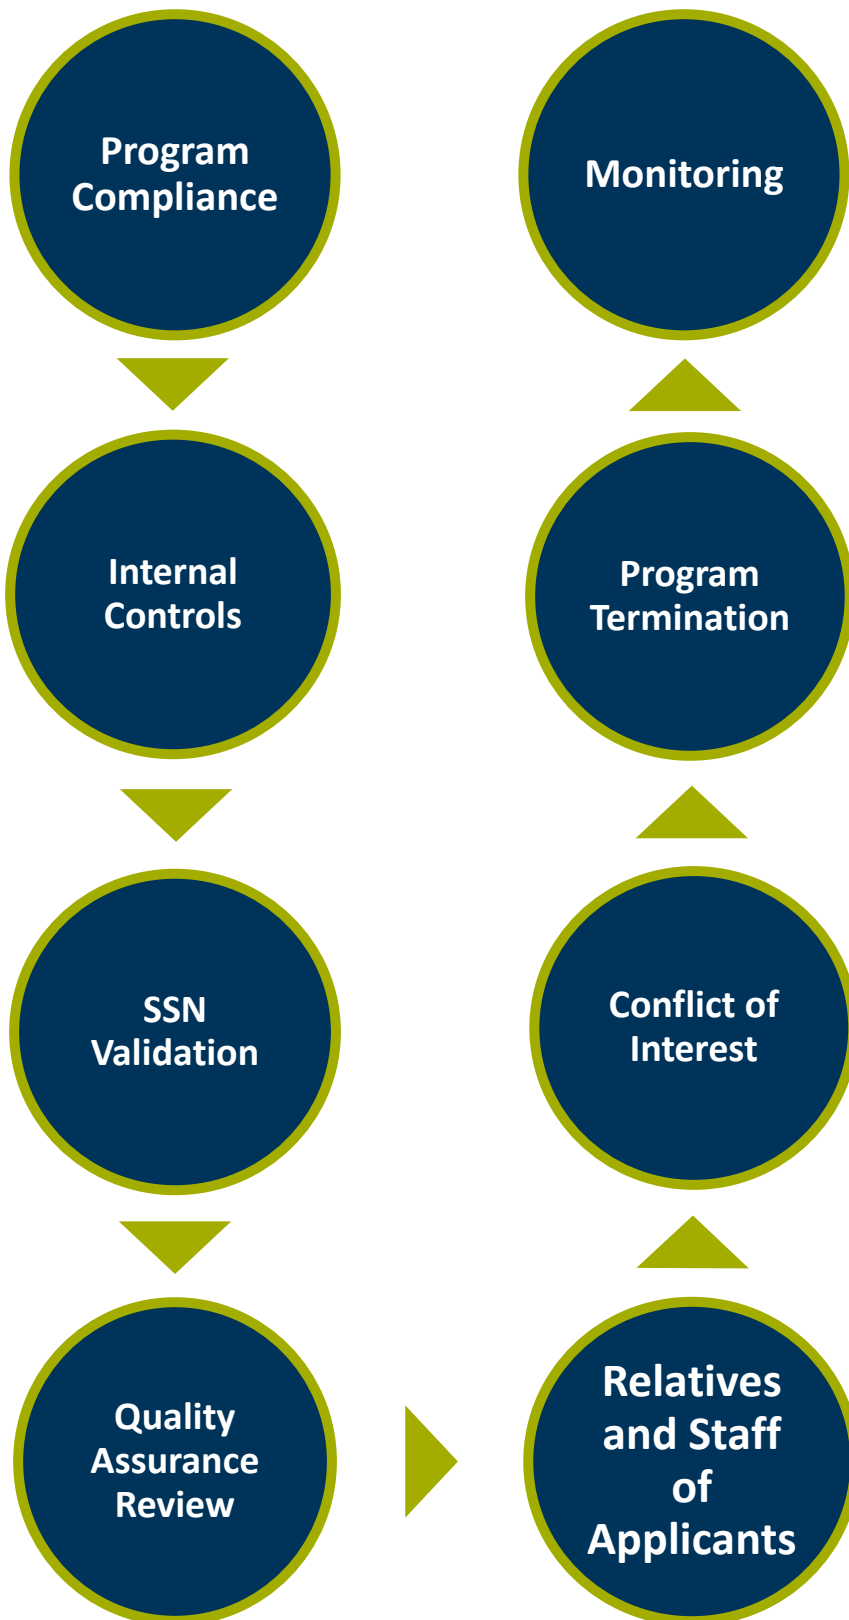 Program
Compliance
Internal
Controls
SSN
Validation
Quality
Assurance
Review
Relatives
and Staff
of
Applicants
Conflict of
Interest
Program
Termination
Monitoring